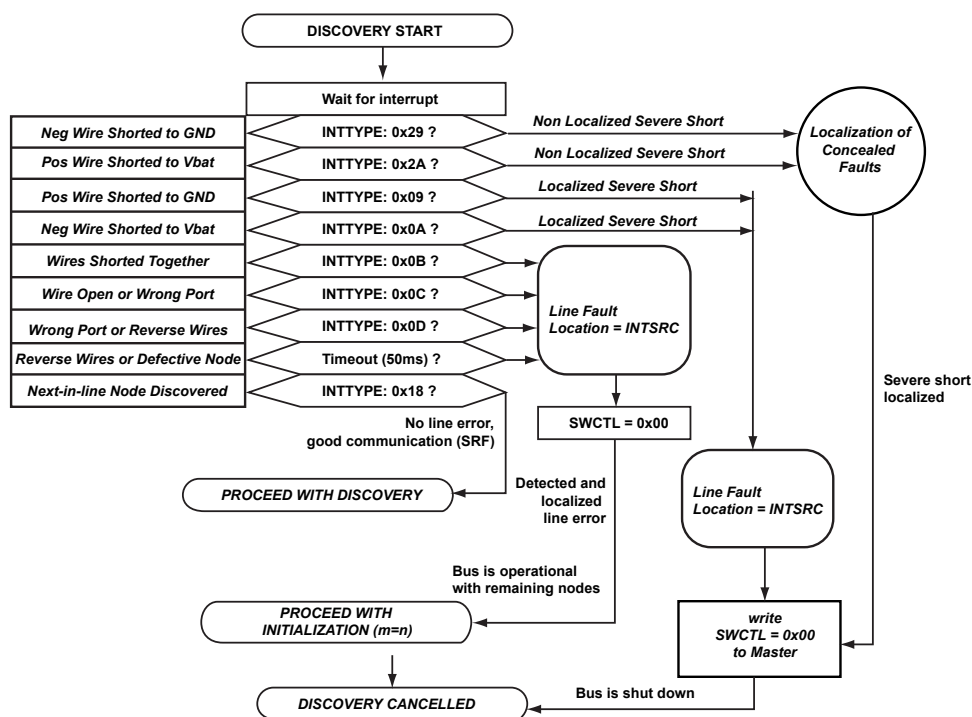 DISCOVERY START
Wait for interrupt
Neg Wire Shorted to GND
INTTYPE: 0x29 ?
Non Localized Severe Short
Pos Wire Shorted to Vbat
INTTYPE: 0x2A ?
Non Localized Severe Short
Localization of
Concealed
Faults
Pos Wire Shorted to GND
INTTYPE: 0x09 ?
Localized Severe Short
Neg Wire Shorted to Vbat
INTTYPE: 0x0A ?
Localized Severe Short
Wires Shorted Together
INTTYPE: 0x0B ?
Wire Open or Wrong Port
INTTYPE: 0x0C ?
Wrong Port or Reverse Wires
INTTYPE: 0x0D ?
Reverse Wires or Defective Node
Timeout (50ms) ?
Next-in-line Node Discovered
INTTYPE: 0x18 ?
Line Fault
Location = INTSRC
Severe short
localized
No line error,
good communication (SRF)
SWCTL = 0x00
PROCEED WITH DISCOVERY
Detected and
localized
line error
Line Fault
Location = INTSRC
Bus is operational
with remaining nodes
PROCEED WITH
INITIALIZATION (m=n)
write
SWCTL = 0x00
to Master
DISCOVERY CANCELLED
Bus is shut down